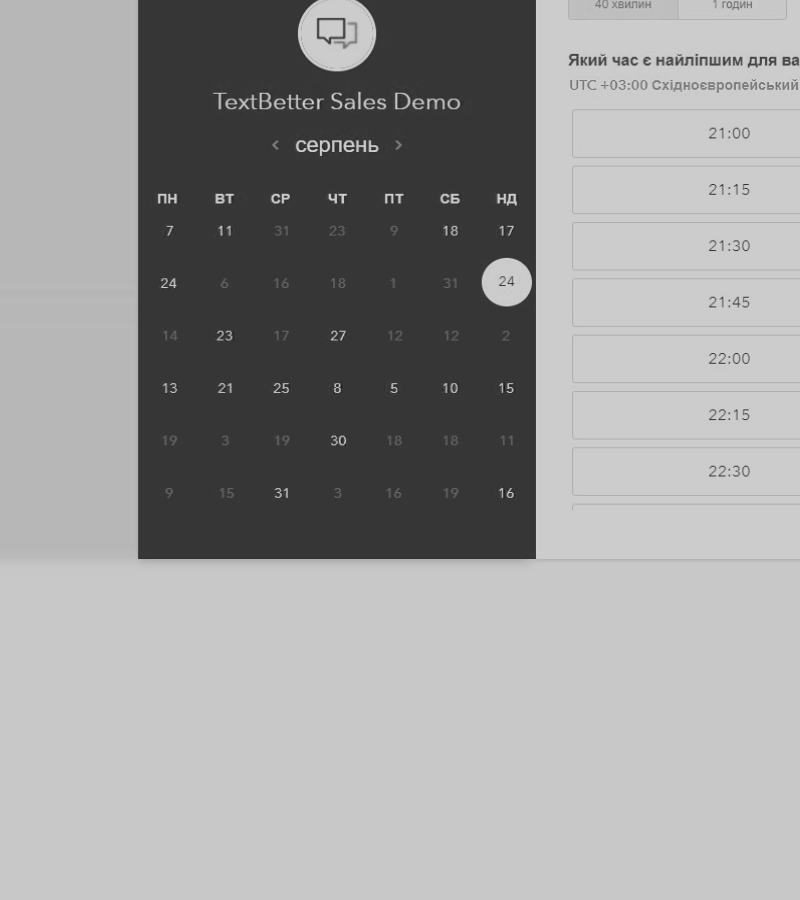 TextBetter Sales Demo
серпень
ПН ВТ СР ЧТ ПТ СБ НД
7 11 31 23 9 18 17
24 6 16 18 1 31 24
14 23 17 27 12 12 2
13 21 25 8 5 10 15
19 3 19 30 18 18 11
9 15 31 3 16 19 16
40 хвилин 1 годин
Який час є найліпшим для ва
UTC +03:00 Східноєвропейський
21:00
21:15
21:30
21:45
22:00
22:15
22:30